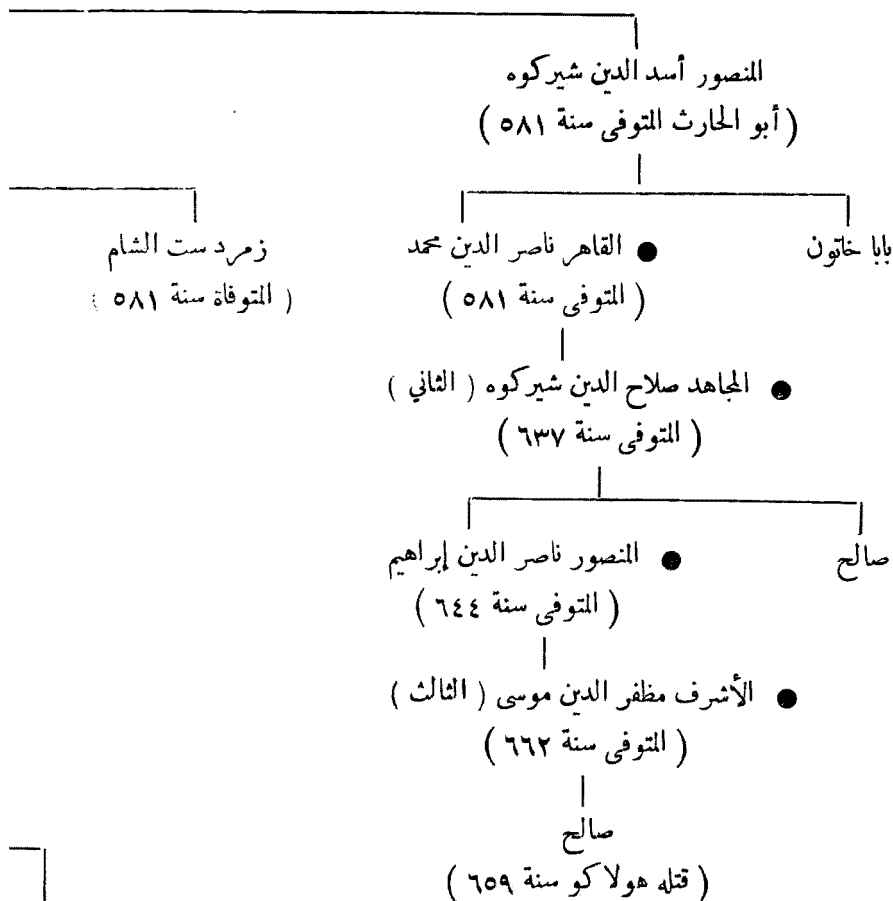 المنصور أسد الدين شيركوه
( أبو الحارث المتوفى سنة ٥٨١ )
بابا خاتون
● القاهر ناصر الدين محمد
( المتوفى سنة ٥٨١ )
زمرد ست الشام
( المتوفاة سنة ٥٨١ )
● المجاهد صلاح الدين شيركوه ( الثاني )
( المتوفى سنة ٦٣٧ )
صالح
● المنصور ناصر الدين إبراهيم
( المتوفى سنة ٦٤٤ )
● الأشرف مظفر الدين موسى ( الثالث )
( المتوفى سنة ٦٦٢ )
صالح
( قتله هولاكو سنة ٦٥٩ )